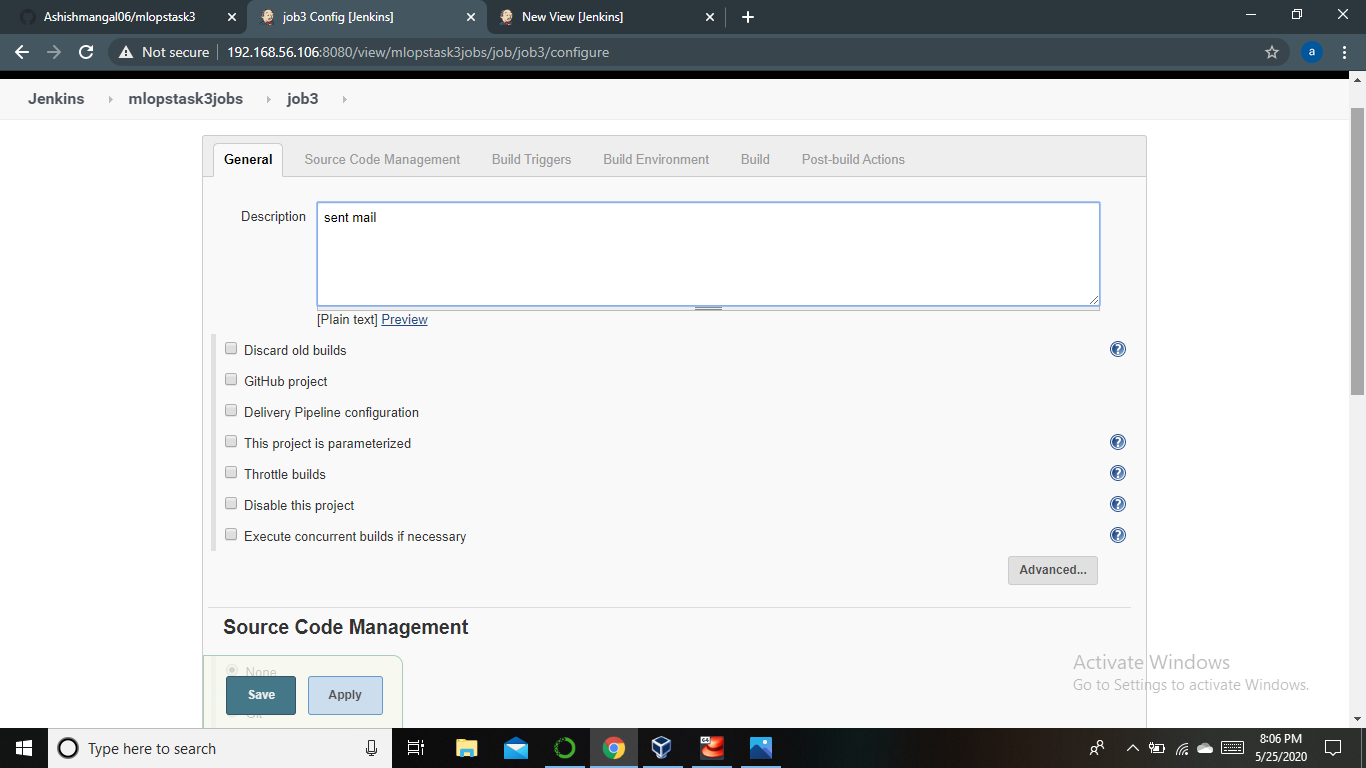 Ashishmangal06/mlopstask3
job3 Config [Jenkins]
New View [Jenkins]
Not secure
192.168.56.106:8080/view/mlopstask3jobs/job/job3/configure
a
Jenkins
mlopstask3jobs
job3
General
Source Code Management
Build Triggers
Build Environment
Build
Post-build Actions
Description
sent mail
[Plain text] Preview
Discard old builds
GitHub project
Delivery Pipeline configuration
This project is parameterized
Throttle builds
Disable this project
Execute concurrent builds if necessary
Advanced...
Source Code Management
None
Save
Apply
Git
Activate Windows
Go to Settings to activate Windows.
Type here to search
64
8:06 PM
5/25/2020